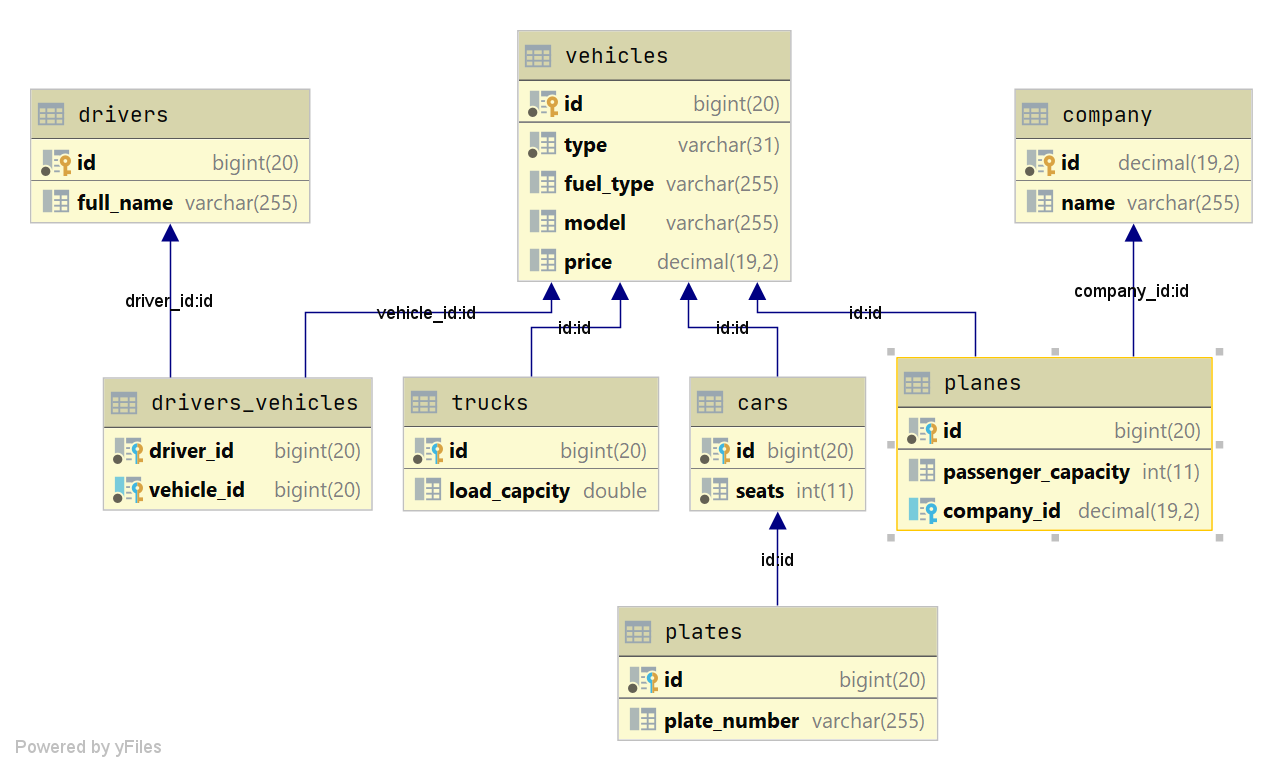 vehicles
id bigint(20)
type varchar(31)
fuel_type varchar(255)
model varchar(255)
price decimal(19,2)
drivers
id bigint(20)
full_name varchar(255)
company
id decimal(19,2)
name varchar(255)
driver_id:id
vehicle_id:id
id:id
id:id
id:id
company_id:id
drivers_vehicles
driver_id bigint(20)
vehicle_id bigint(20)
trucks
id bigint(20)
load_capcity double
cars
id bigint(20)
seats int(11)
planes
id bigint(20)
passenger_capacity int(11)
company_id decimal(19,2)
id:id
plates
id bigint(20)
plate_number varchar(255)
Powered by yFiles